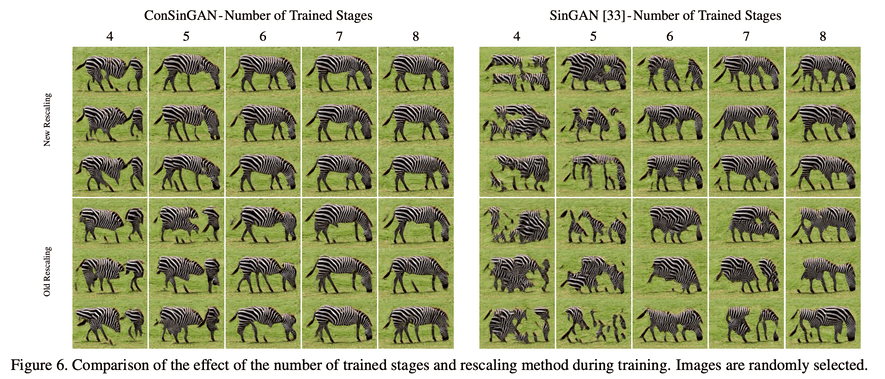 ConSinGAN - Number of Trained Stages
SinGAN [33] - Number of Trained Stages
4 5 6 7 8
4 5 6 7 8
New Rescaling
Old Rescaling
Figure 6. Comparison of the effect of the number of trained stages and rescaling method during training. Images are randomly selected.